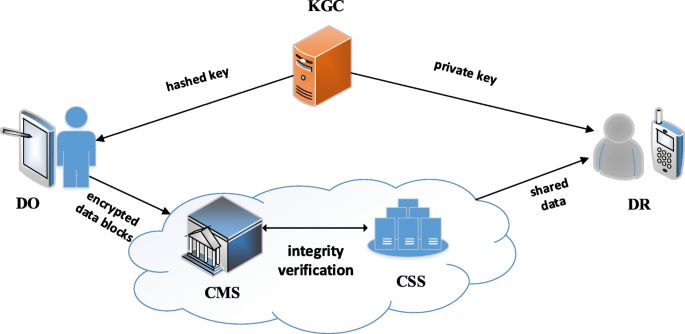 KGC
hashed key
private key
DO
encrypted
data blocks
CMS
integrity
verification
CSS
shared
data
DR